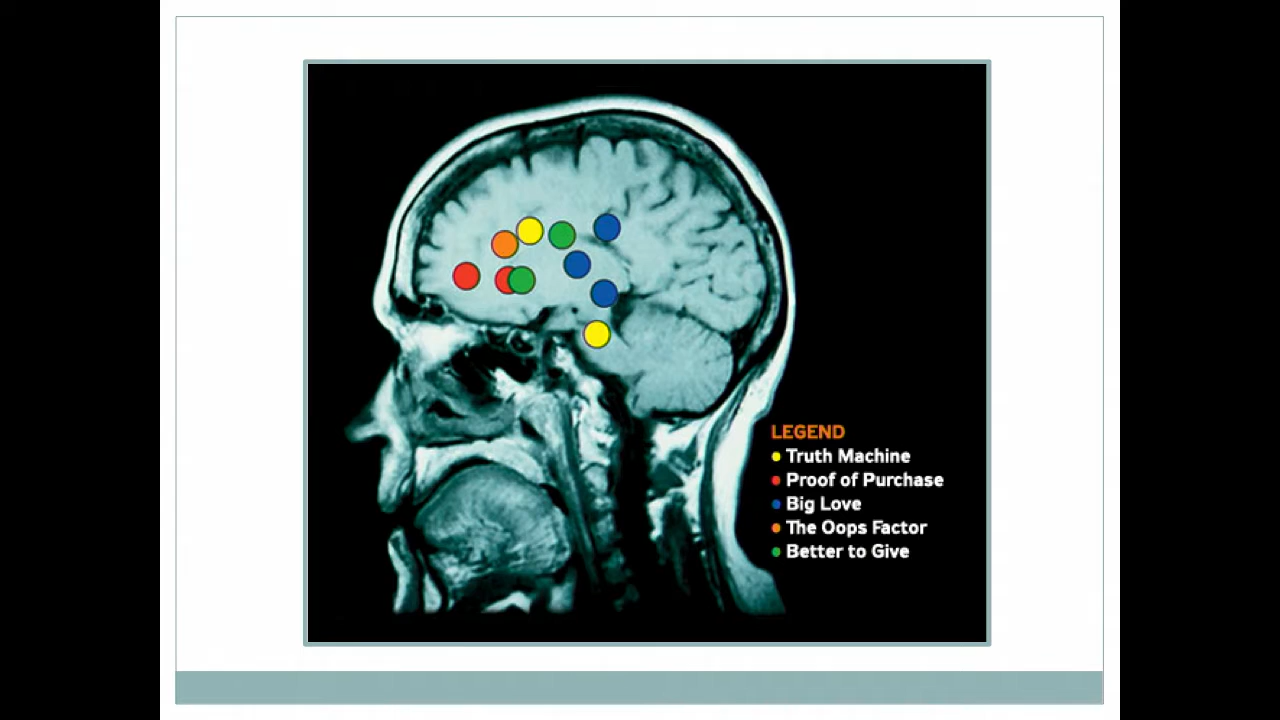 LEGEND
Truth Machine
Proof of Purchase
Big Love
The Oops Factor
Better to Give